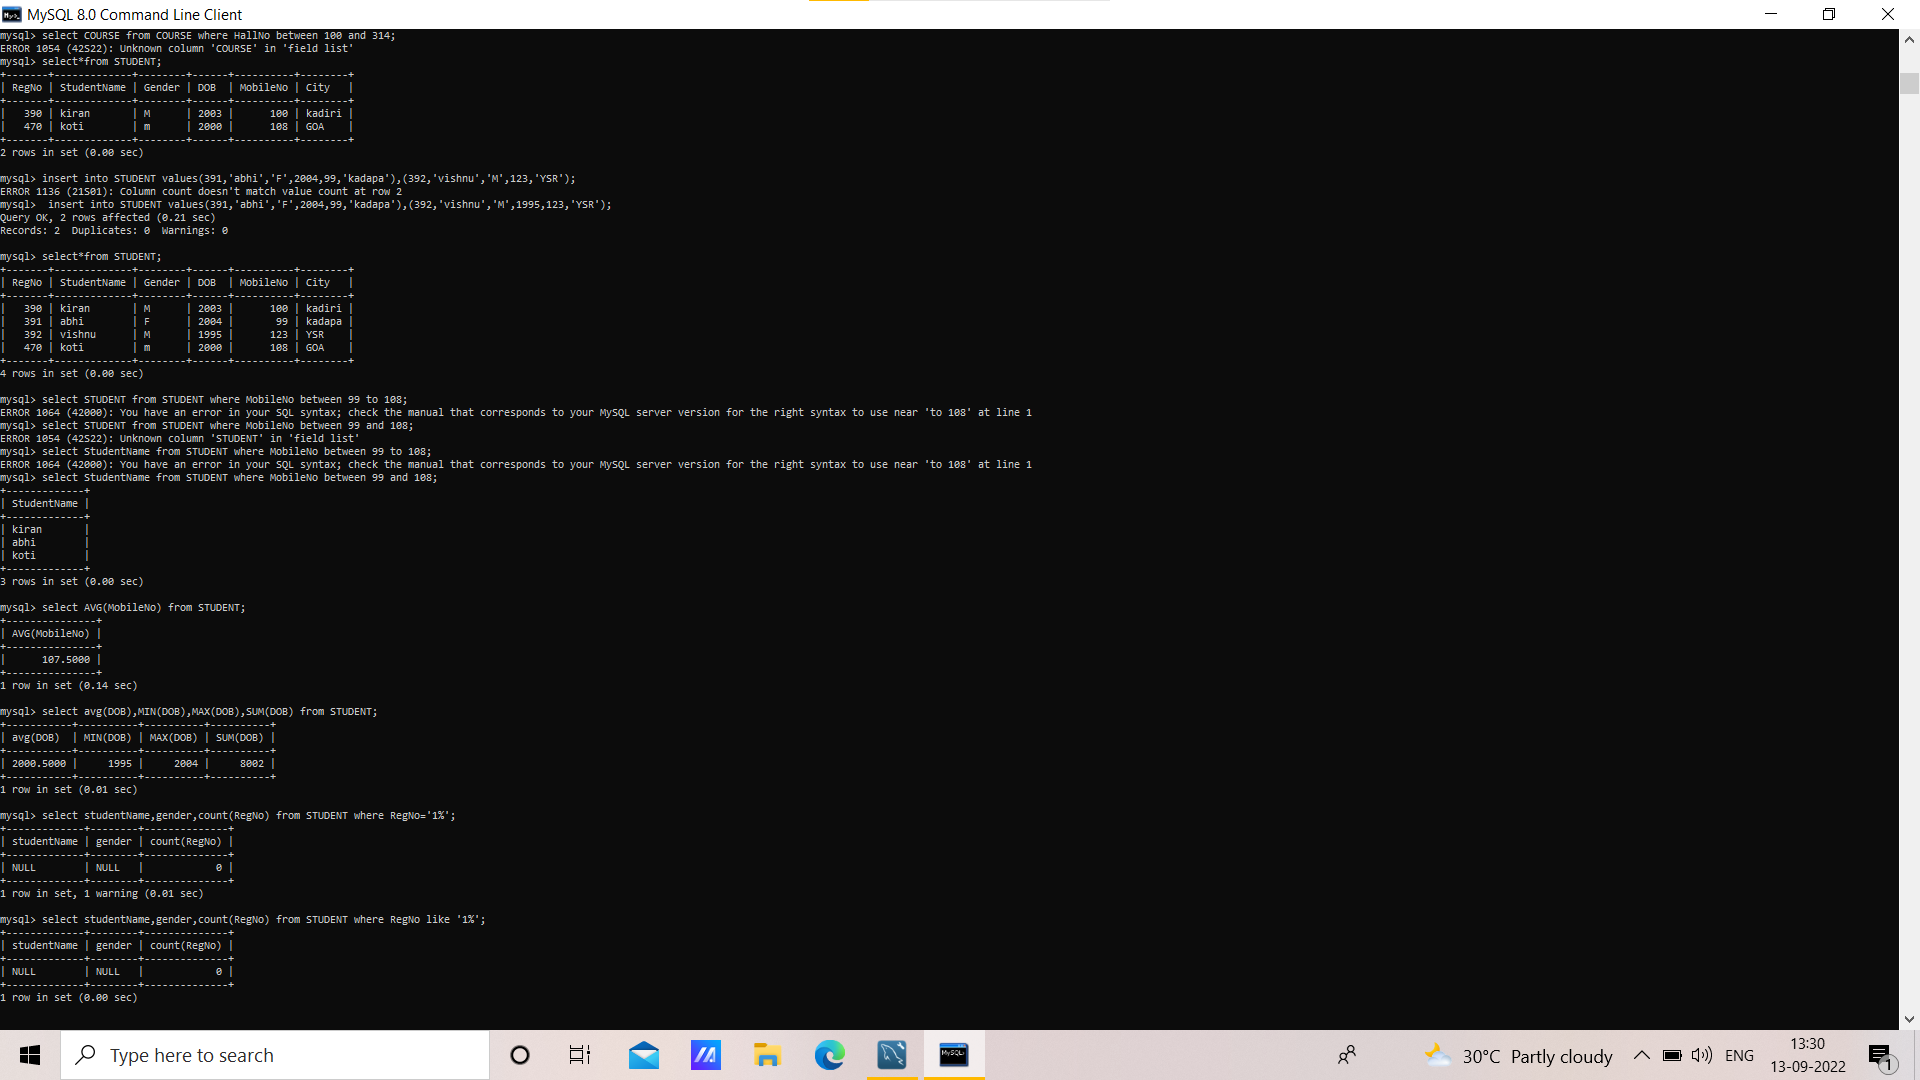 MySQL 8.0 Command Line Client
mysql> select COURSE from COURSE where HallNo between 100 and 314;
ERROR 1054 (42S22): Unknown column 'COURSE' in 'field list'
mysql> select*from STUDENT;
+-------+-------------+--------+------+----------+--------+
| RegNo | StudentName | Gender | DOB  | MobileNo | City   |
+-------+-------------+--------+------+----------+--------+
|   390 | kiran       | M      | 2003 |      100 | kadiri |
|   470 | koti        | m      | 2000 |      108 | GOA    |
+-------+-------------+--------+------+----------+--------+
2 rows in set (0.00 sec)
mysql> insert into STUDENT values(391,'abhi','F',2004,99,'kadapa'),(392,'vishnu','M',123,'YSR');
ERROR 1136 (21S01): Column count doesn't match value count at row 2
mysql>  insert into STUDENT values(391,'abhi','F',2004,99,'kadapa'),(392,'vishnu','M',1995,123,'YSR');
Query OK, 2 rows affected (0.21 sec)
Records: 2  Duplicates: 0  Warnings: 0
mysql> select*from STUDENT;
+-------+-------------+--------+------+----------+--------+
| RegNo | StudentName | Gender | DOB  | MobileNo | City   |
+-------+-------------+--------+------+----------+--------+
|   390 | kiran       | M      | 2003 |      100 | kadiri |
|   391 | abhi        | F      | 2004 |       99 | kadapa |
|   392 | vishnu      | M      | 1995 |      123 | YSR    |
|   470 | koti        | m      | 2000 |      108 | GOA    |
+-------+-------------+--------+------+----------+--------+
4 rows in set (0.00 sec)
mysql> select STUDENT from STUDENT where MobileNo between 99 to 108;
ERROR 1064 (42000): You have an error in your SQL syntax; check the manual that corresponds to your MySQL server version for the right syntax to use near 'to 108' at line 1
mysql> select STUDENT from STUDENT where MobileNo between 99 and 108;
ERROR 1054 (42S22): Unknown column 'STUDENT' in 'field list'
mysql> select StudentName from STUDENT where MobileNo between 99 to 108;
ERROR 1064 (42000): You have an error in your SQL syntax; check the manual that corresponds to your MySQL server version for the right syntax to use near 'to 108' at line 1
mysql> select StudentName from STUDENT where MobileNo between 99 and 108;
+-------------+
| StudentName |
+-------------+
| kiran       |
| abhi        |
| koti        |
+-------------+
3 rows in set (0.00 sec)
mysql> select AVG(MobileNo) from STUDENT;
+---------------+
| AVG(MobileNo) |
+---------------+
|      107.5000 |
+---------------+
1 row in set (0.14 sec)
mysql> select avg(DOB),MIN(DOB),MAX(DOB),SUM(DOB) from STUDENT;
+-----------+----------+----------+----------+
| avg(DOB)  | MIN(DOB) | MAX(DOB) | SUM(DOB) |
+-----------+----------+----------+----------+
| 2000.5000 |     1995 |     2004 |     8002 |
+-----------+----------+----------+----------+
1 row in set (0.01 sec)
mysql> select studentName,gender,count(RegNo) from STUDENT where RegNo='1%';
+-------------+--------+--------------+
| studentName | gender | count(RegNo) |
+-------------+--------+--------------+
| NULL        | NULL   |            0 |
+-------------+--------+--------------+
1 row in set, 1 warning (0.01 sec)
mysql> select studentName,gender,count(RegNo) from STUDENT where RegNo like '1%';
+-------------+--------+--------------+
| studentName | gender | count(RegNo) |
+-------------+--------+--------------+
| NULL        | NULL   |            0 |
+-------------+--------+--------------+
1 row in set (0.00 sec)
Type here to search
30°C Partly cloudy
ENG
13:30
13-09-2022
1